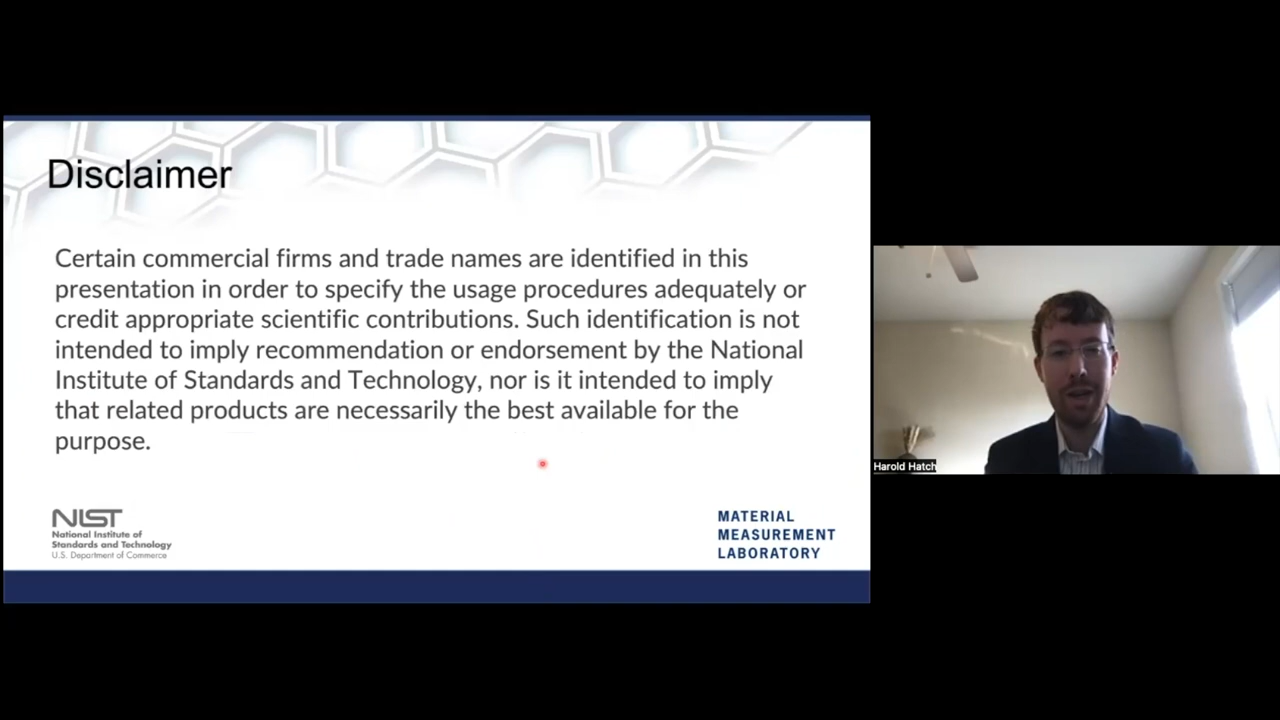 Disclaimer
Certain commercial firms and trade names are identified in this
presentation in order to specify the usage procedures adequately or
credit appropriate scientific contributions. Such identification is not
intended to imply recommendation or endorsement by the National
Institute of Standards and Technology, nor is it intended to imply
that related products are necessarily the best available for the
purpose.
NIST
National Institute of
Standards and Technology
U.S. Department of Commerce
MATERIAL
MEASUREMENT
LABORATORY
Harold Hatch